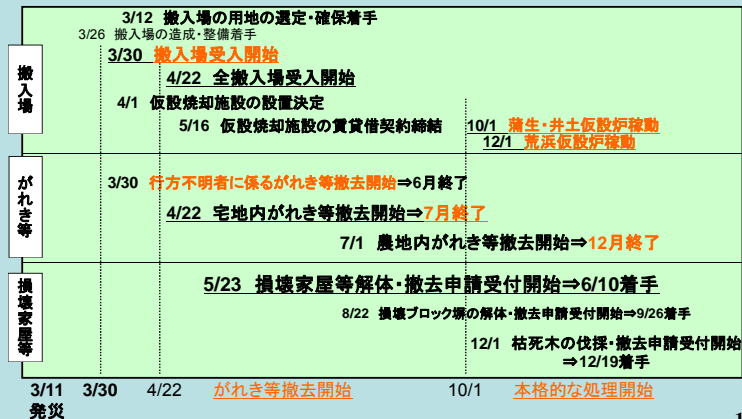 3/12 搬入場の用地の選定・確保着手
3/26 搬入場の造成・整備着手
3/30 搬入場受入開始
4/22 全搬入場受入開始
4/1 仮設焼却施設の設置決定
5/16 仮設焼却施設の賃貸借契約締結
10/1 蒲生・井土仮設炉稼動
12/1 荒浜仮設炉稼動
搬入場
3/30 行方不明者に係るがれき等撤去開始⇒6月終了
4/22 宅地内がれき等撤去開始⇒7月終了
7/1 農地内がれき等撤去開始⇒12月終了
がれき等
5/23 損壊家屋等解体・撤去申請受付開始⇒6/10着手
8/22 損壊ブロック塀の解体・撤去申請受付開始⇒9/26着手
12/1 枯死木の伐採・撤去申請受付開始
⇒12/19着手
損壊家屋等
3/11 3/30 4/22 がれき等撤去開始 10/1 本格的な処理開始
発災